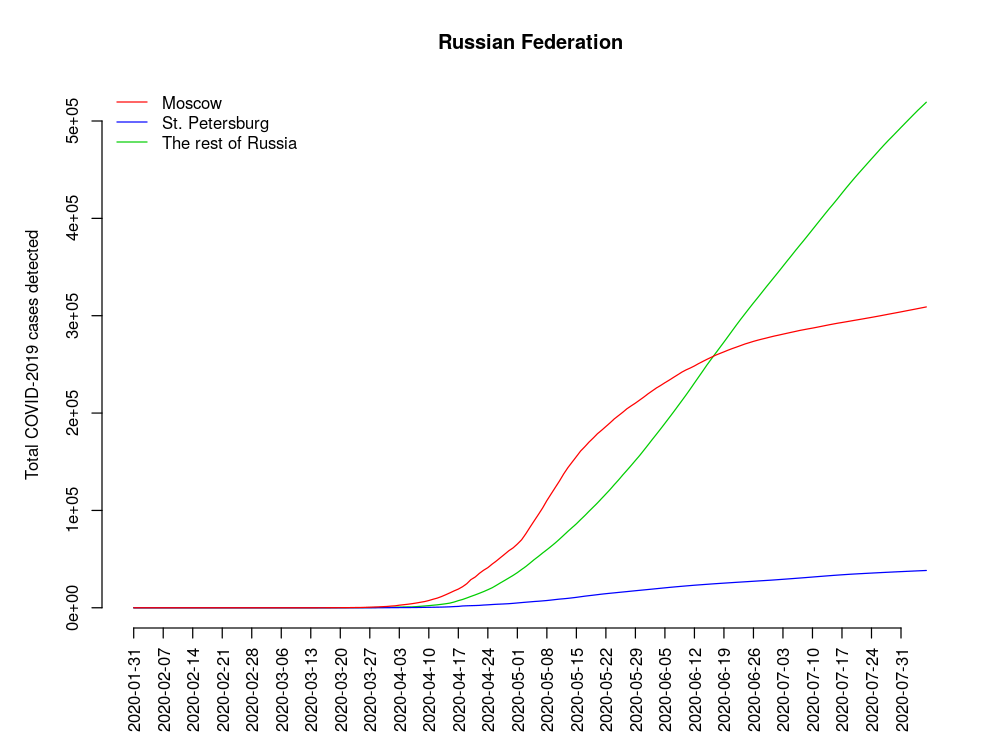 Russian Federation
Moscow
St. Petersburg
The rest of Russia
Total COVID-2019 cases detected
5e+05
4e+05
3e+05
2e+05
1e+05
0e+00
2020-01-31
2020-02-07
2020-02-14
2020-02-21
2020-02-28
2020-03-06
2020-03-13
2020-03-20
2020-03-27
2020-04-03
2020-04-10
2020-04-17
2020-04-24
2020-05-01
2020-05-08
2020-05-15
2020-05-22
2020-05-29
2020-06-05
2020-06-12
2020-06-19
2020-06-26
2020-07-03
2020-07-10
2020-07-17
2020-07-24
2020-07-31